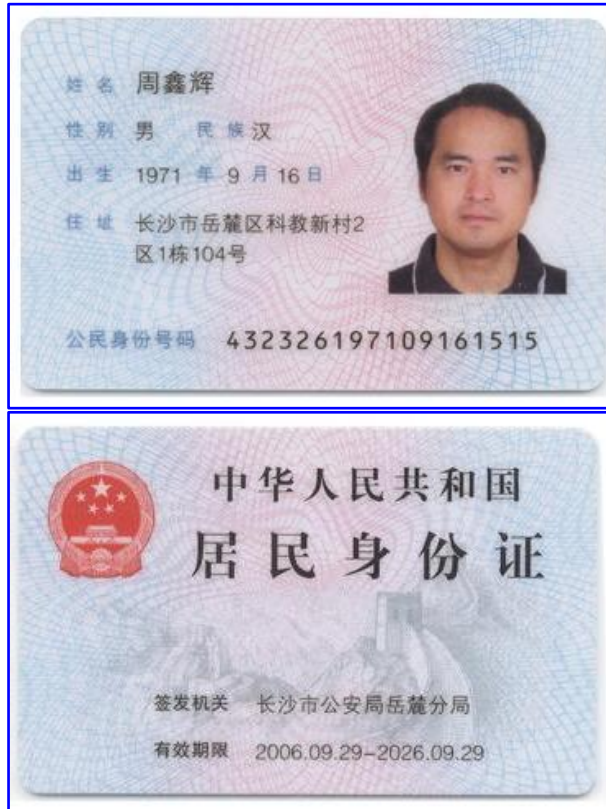 姓名 周鑫辉
性别 男 民族 汉
出生 1971 年 9 月 16 日
住址 长沙市岳麓区科教新村2
区1栋104号
公民身份号码 432326197109161515
中华人民共和国
居民身份证
签发机关 长沙市公安局岳麓分局
有效期限 2006.09.29-2026.09.29